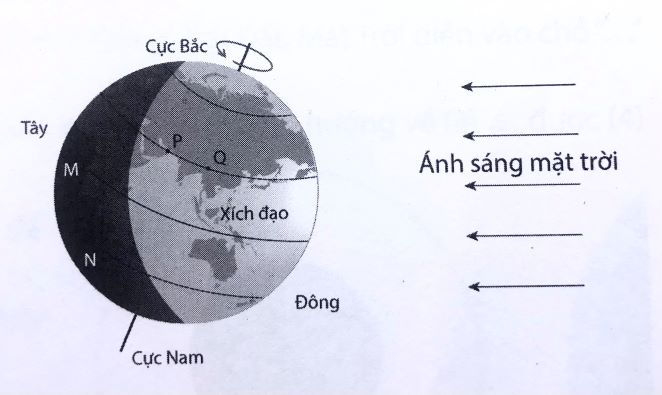 Cực Bắc
Tây
P
Q
M
Ánh sáng mặt trời
Xích đạo
N
Đông
Cực Nam